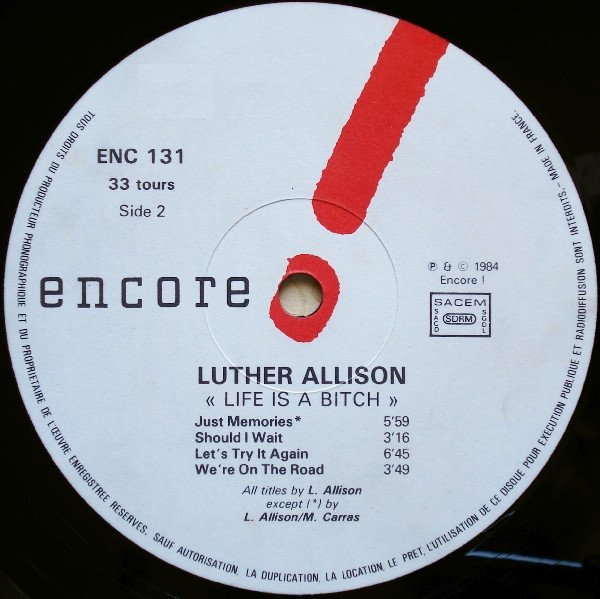 ENC 131
33 tours
Side 2
encore
℗ & © 1984
Encore !
SACEM
SACD
SDRM
SGDL
LUTHER ALLISON
« LIFE IS A BITCH »
Just Memories* 5'59
Should I Wait 3'16
Let's Try It Again 6'45
We're On The Road 3'49
All titles by L. Allison
except (*) by
L. Allison/M. Carras
TOUS DROITS DU PRODUCTEUR PHONOGRAPHIQUE ET DU PROPRIETAIRE DE L'ŒUVRE ENREGISTREE RESERVES. SAUF AUTORISATION, LA DUPLICATION, LA LOCATION, LE PRET, L'UTILISATION DE CE DISQUE POUR EXECUTION PUBLIQUE ET RADIODIFFUSION SONT INTERDITS. - MADE IN FRANCE.